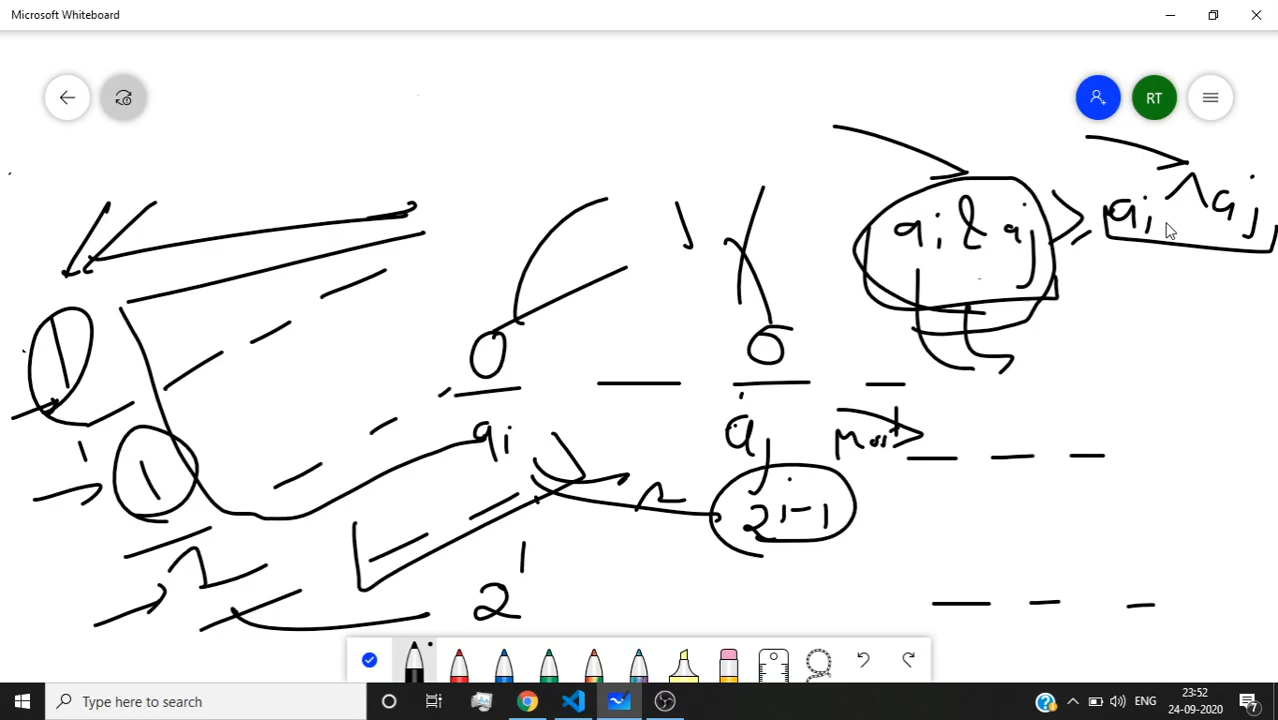 Microsoft Whiteboard
RT
ai & aj >= ai ^ aj
1
0
0
ai
aj
1
2^i-1
2^1
Type here to search
ENG
23:52
24-09-2020
7